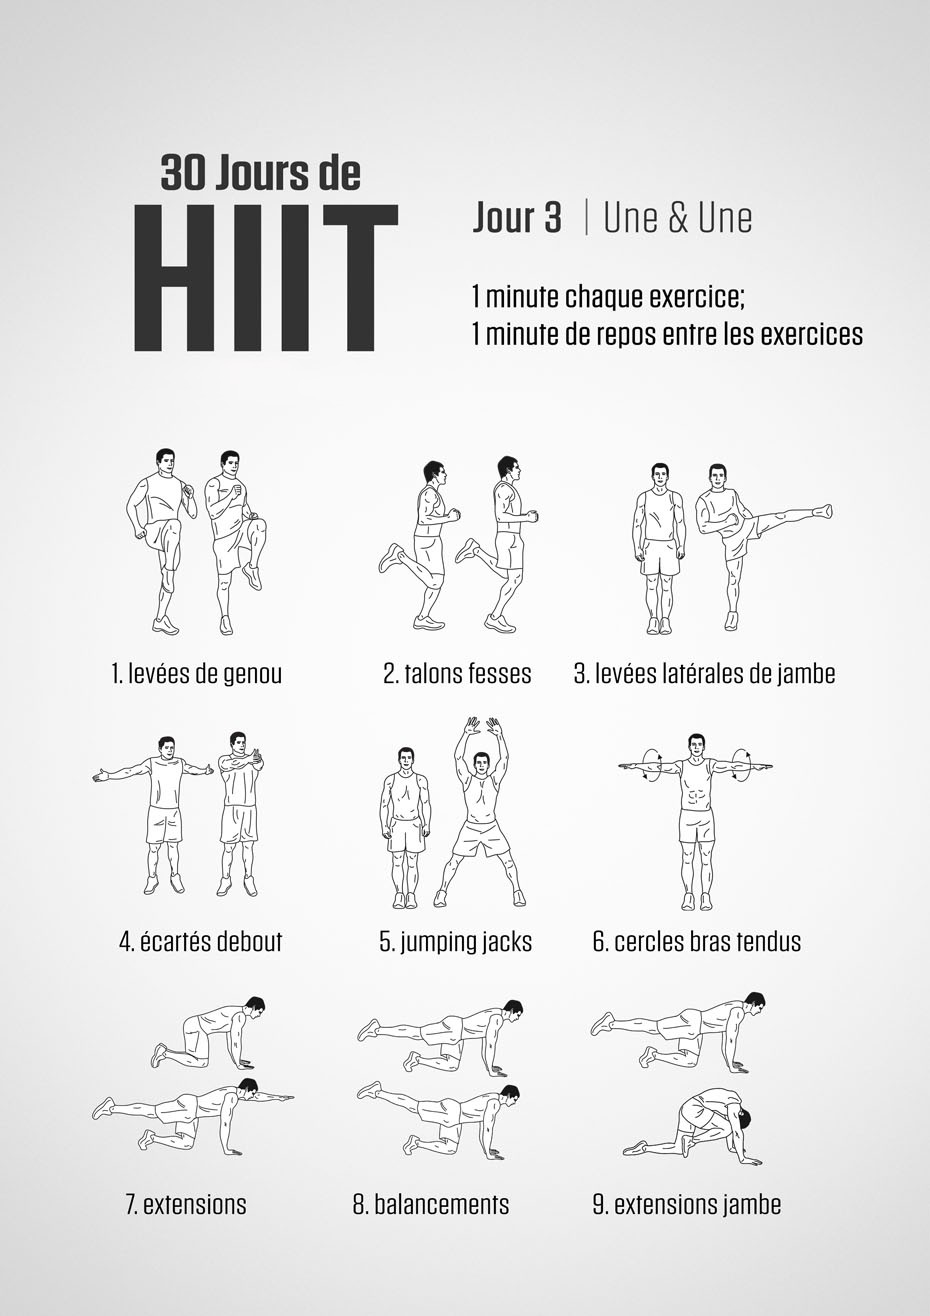 30 Jours de
HIIT
Jour 3 | Une & Une
1 minute chaque exercice;
1 minute de repos entre les exercices
1. levées de genou
2. talons fesses
3. levées latérales de jambe
4. écartés debout
5. jumping jacks
6. cercles bras tendus
7. extensions
8. balancements
9. extensions jambe